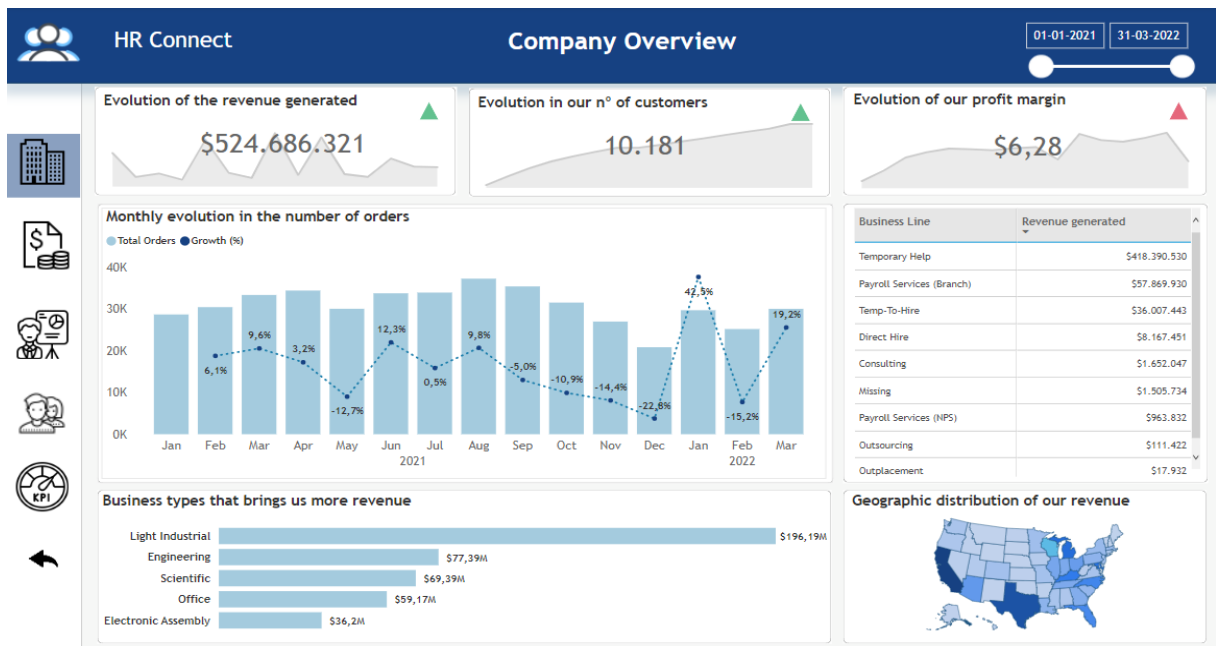 HR Connect
Company Overview
01-01-2021 31-03-2022
Evolution of the revenue generated
$524.686.321
Evolution in our nº of customers
10.181
Evolution of our profit margin
$6,28
Monthly evolution in the number of orders
Total Orders Growth (%)
40K
30K
20K
10K
0K
6,1%
9,6%
3,2%
-12,7%
12,3%
0,5%
9,8%
-5,0%
-10,9%
-14,4%
-22,8%
42,5%
-15,2%
19,2%
Jan Feb Mar Apr May Jun Jul Aug Sep Oct Nov Dec Jan Feb Mar
2021 2022
Business Line Revenue generated
Temporary Help $418.390.530
Payroll Services (Branch) $57.869.930
Temp-To-Hire $36.007.443
Direct Hire $8.167.451
Consulting $1.652.047
Missing $1.505.734
Payroll Services (NPS) $963.832
Outsourcing $111.422
Outplacement $17.932
KPI
Business types that brings us more revenue
Light Industrial $196,19M
Engineering $77,39M
Scientific $69,39M
Office $59,17M
Electronic Assembly $36,2M
Geographic distribution of our revenue